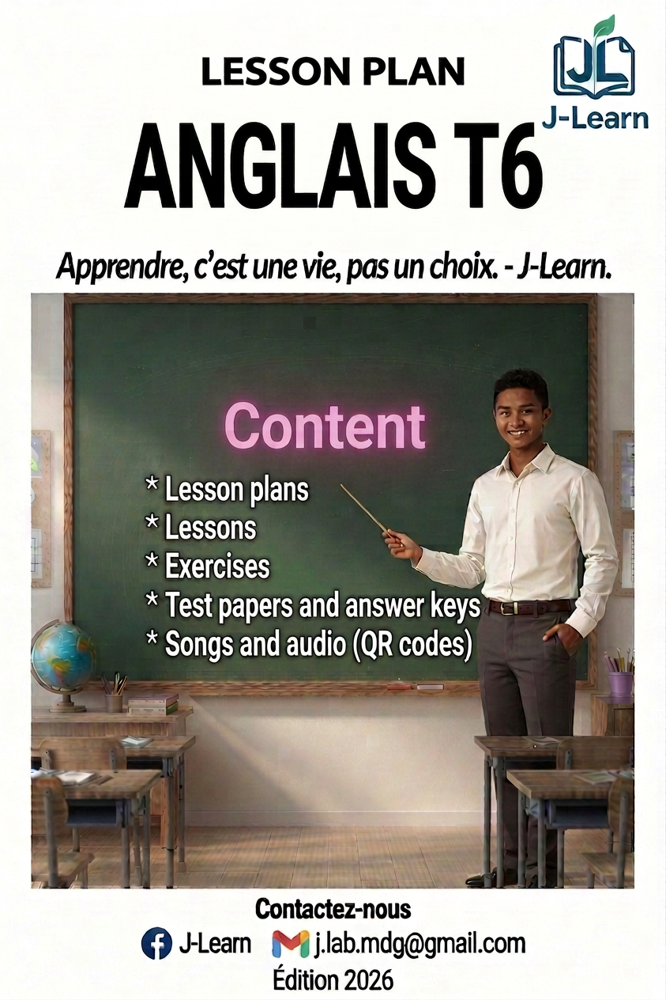 LESSON PLAN
JL
J-Learn
ANGLAIS T6
Apprendre, c'est une vie, pas un choix. - J-Learn.
Content
* Lesson plans
* Lessons
* Exercises
* Test papers and answer keys
* Songs and audio (QR codes)
Contactez-nous
J-Learn j.lab.mdg@gmail.com
Édition 2026